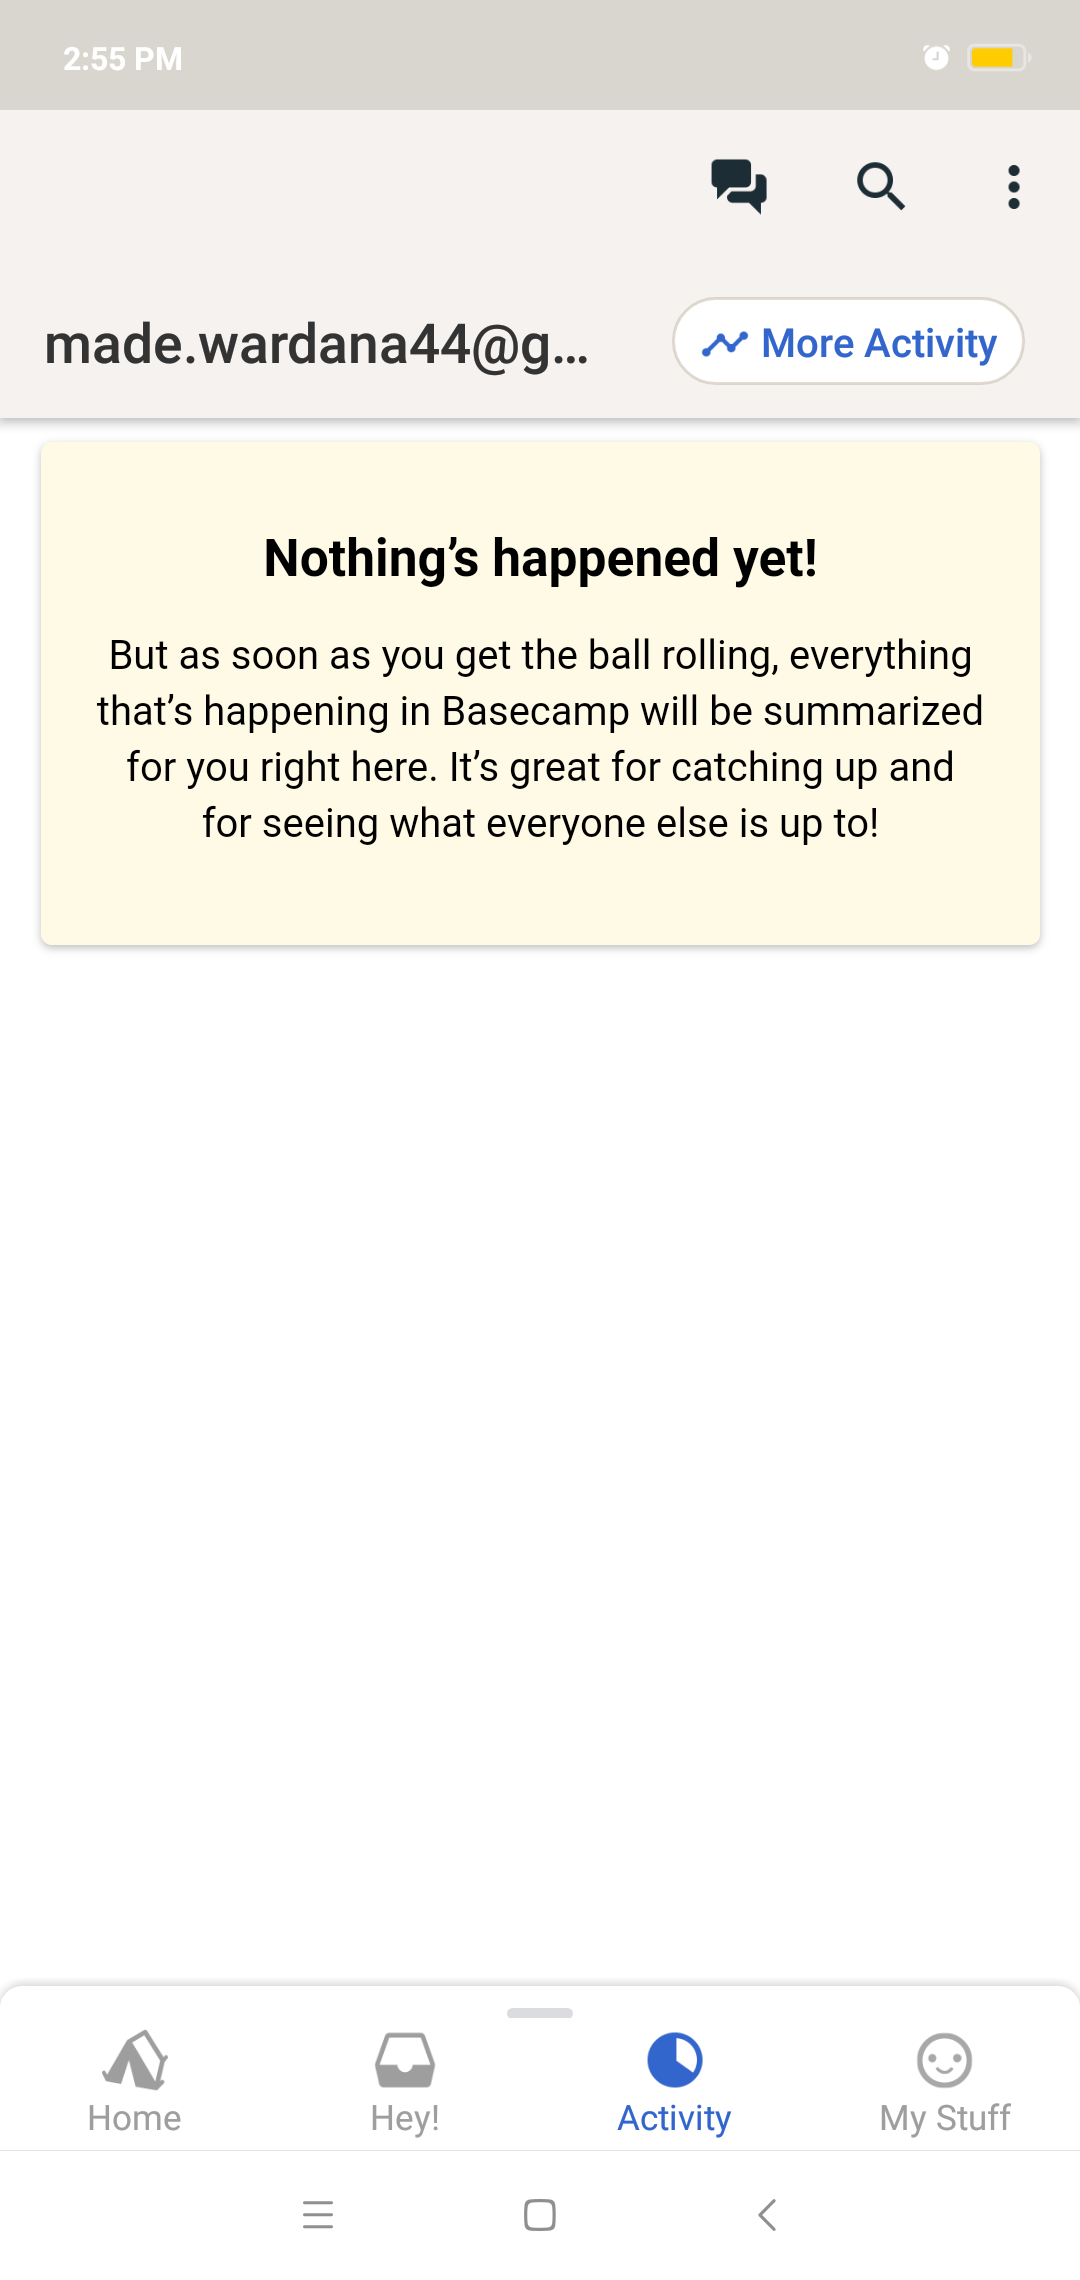 2:55 PM
made.wardana44@g...
More Activity
Nothing’s happened yet!
But as soon as you get the ball rolling, everything
that’s happening in Basecamp will be summarized
for you right here. It’s great for catching up and
for seeing what everyone else is up to!
Home
Hey!
Activity
My Stuff